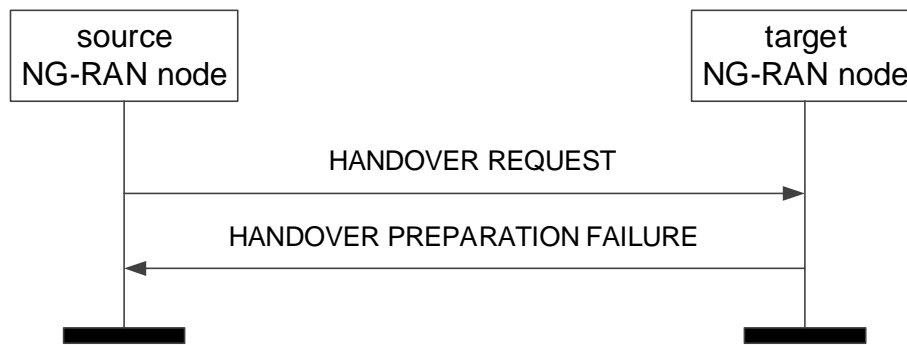 source
NG-RAN node
target
NG-RAN node
HANDOVER REQUEST
HANDOVER PREPARATION FAILURE